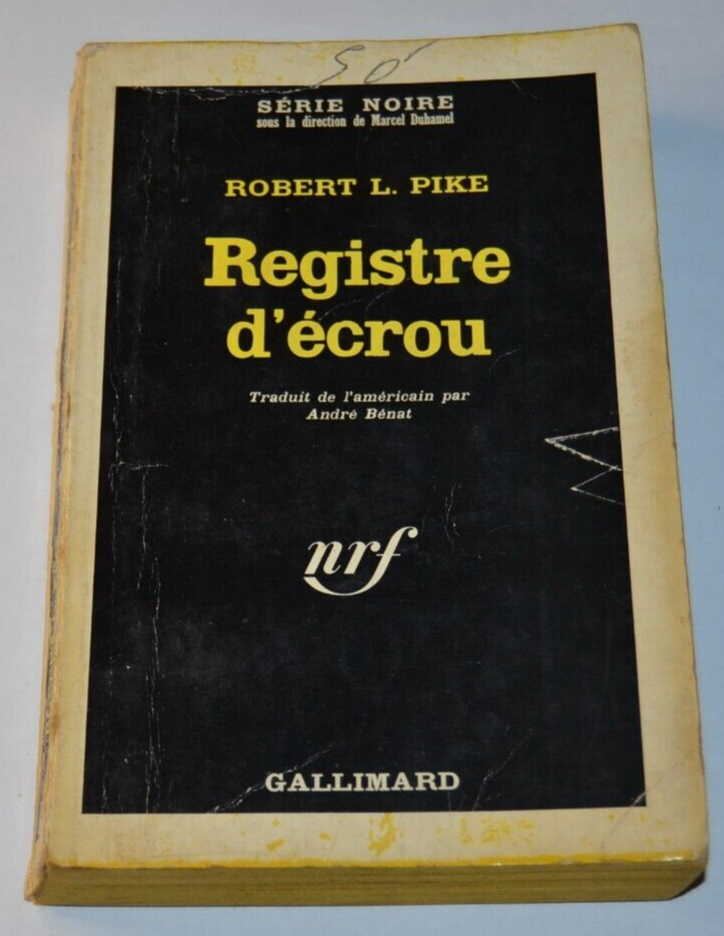 50
SÉRIE NOIRE
sous la direction de Marcel Duhamel
ROBERT L. PIKE
Registre
d'écrou
Traduit de l'américain par
André Bénat
nrf
GALLIMARD